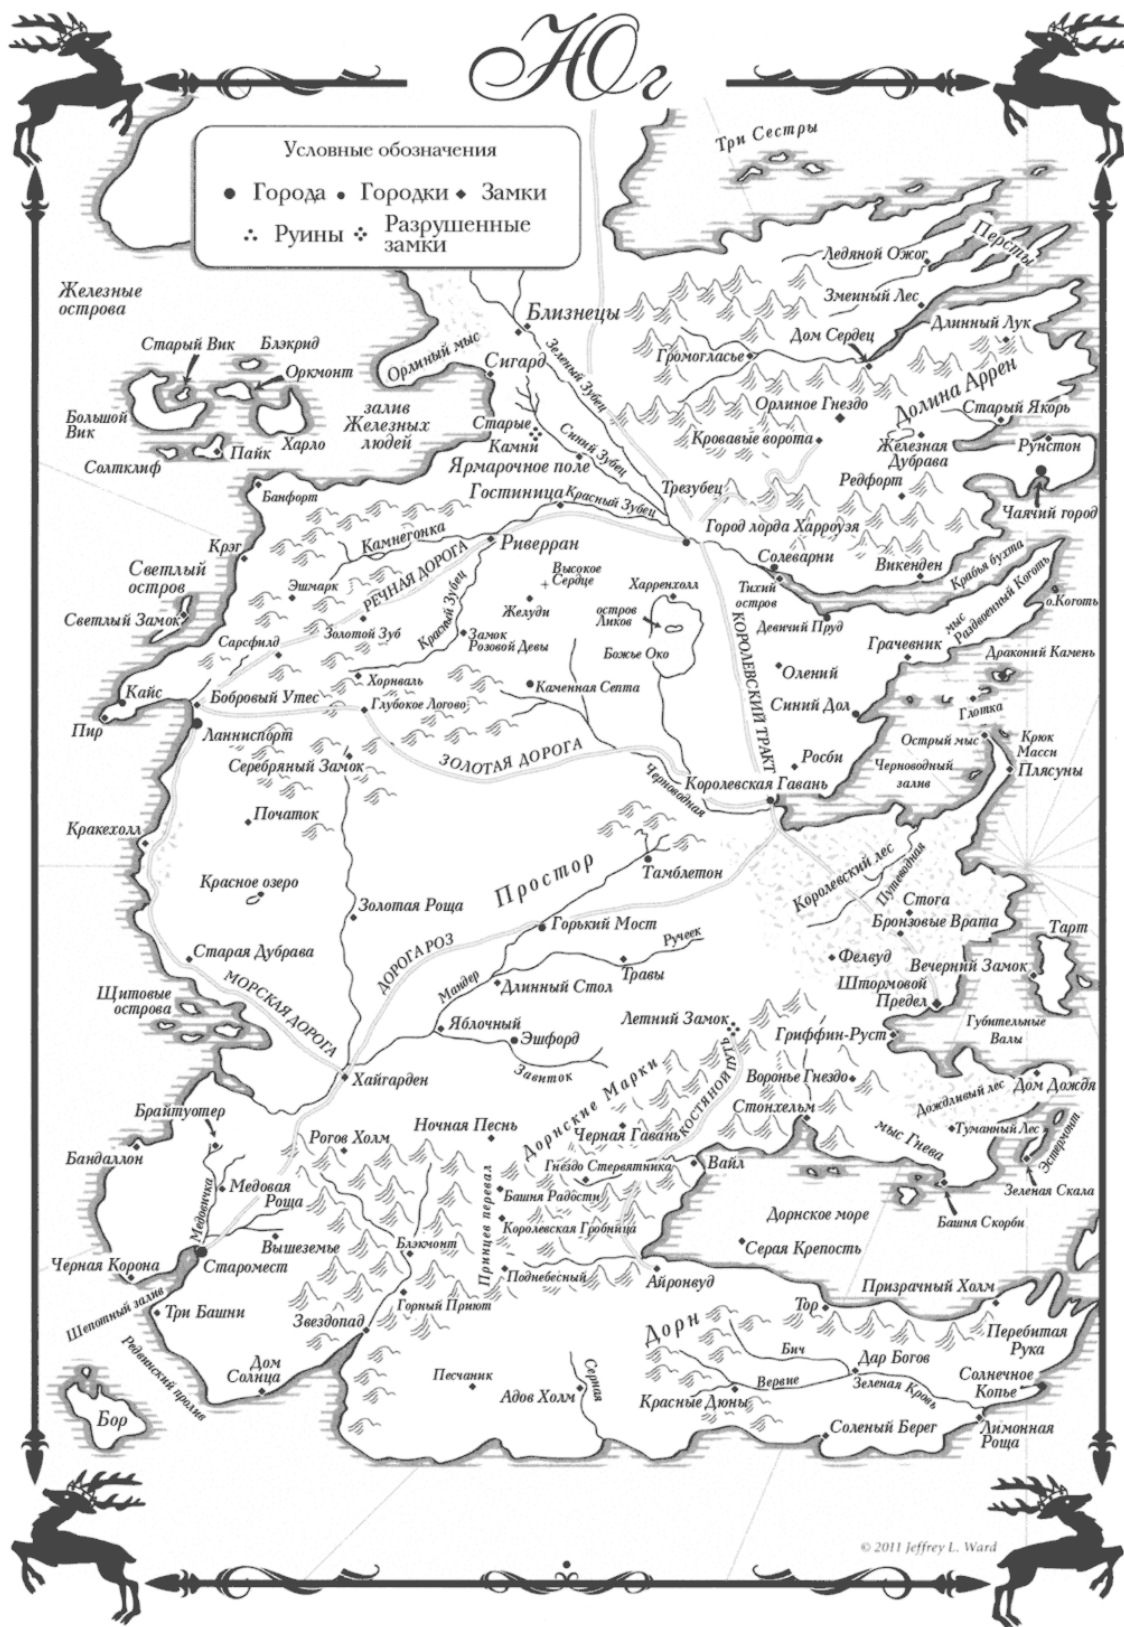 Юг
Условные обозначения
Города
Городки
Замки
Руины
Разрушенные
замки
Три Сестры
Персты
Ледяной Ожог
Змеиный Лес
Железные
острова
Близнецы
Дом Сердец
Длинный Лук
Старый Вик
Блэкрид
Оркмонт
Орлиный мыс
Сигард
Зеленый Зубец
Громогласье
Долина Аррен
Большой
Вик
Харло
Пайк
Солтклиф
залив
Железных
людей
Старые
Камни
Синий Зубец
Орлиное Гнездо
Старый Якорь
Кровавые ворота
Железная
Дубрава
Рунстон
Ярмарочное поле
Банфорт
Гостиница
Красный Зубец
Трезубец
Редфорт
Чаячий город
Камнегонка
Риверран
Город лорда Харроуэя
Крэг
Светлый
остров
Эшмарк
РЕЧНАЯ ДОРОГА
Высокое
Сердце
Харренхолл
Солеварни
Викенден
Крабья бухта
Светлый Замок
Золотой Зуб
Красный Зубец
Желуди
остров
Ликов
Тихий
остров
мыс
Раздвоенный Коготь
о.Коготь
Сарсфилд
Замок
Розовой Девы
Божье Око
КОРОЛЕВСКИЙ ТРАКТ
Девичий Пруд
Грачевник
Драконий Камень
Хорнваль
Олений
Кайс
Бобровый Утес
Глубокое Логово
Каменная Септа
Синий Дол
Глотка
Пир
Ланниспорт
Острый мыс
Крюк
Масси
Серебряный Замок
ЗОЛОТАЯ ДОРОГА
Росби
Черноводный
залив
Плясуны
Черноводная
Королевская Гавань
Початок
Кракехолл
Простор
Тамблетон
Королевский лес
Путеводная
Красное озеро
Золотая Роща
Стога
Бронзовые Врата
Горький Мост
Тарт
Старая Дубрава
ДОРОГА РОЗ
Ручеек
Фелвуд
Вечерний Замок
МОРСКАЯ ДОРОГА
Мандер
Травы
Длинный Стол
Штормовой
Предел
Щитовые
острова
Яблочный
Летний Замок
Губительные
Валы
Эшфорд
Гриффин-Руст
Завиток
Хайгарден
Дорнские Марки
КОСТЯНОЙ ПУТЬ
Воронье Гнездо
Дождливый лес
Дом Дождя
Брайтуотер
Ночная Песнь
Стонхельм
Рогов Холм
Черная Гавань
мыс Гнева
Туманный Лес
Эстермонт
Бандаллон
Гнездо Стервятника
Вайл
Медовая
Роща
Медовичка
Принцев перевал
Башня Радости
Зеленая Скала
Королевская Гробница
Дорнское море
Башня Скорби
Вышеземье
Блэкмонт
Серая Крепость
Черная Корона
Старомест
Поднебесный
Айронвуд
Призрачный Холм
Шепотный залив
Три Башни
Горный Приют
Тор
Звездопад
Дорн
Перебитая
Рука
Редвинский пролив
Дом
Солнца
Бич
Дар Богов
Песчаник
Серная
Вервие
Солнечное
Копье
Адов Холм
Красные Дюны
Зеленая Кровь
Бор
Соленый Берег
Лимонная
Роща
© 2011 Jeffrey L. Ward